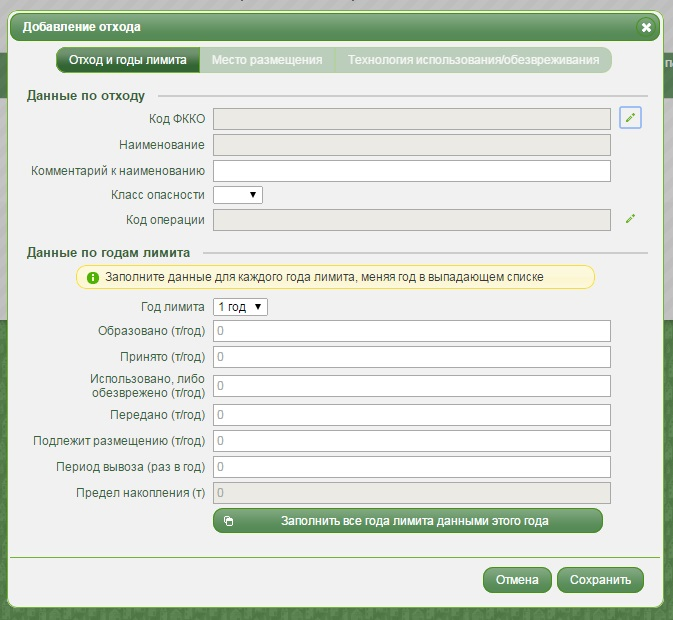 Добавление отхода
Отход и годы лимита
Место размещения
Технология использования/обезвреживания
Данные по отходу
Код ФККО
Наименование
Комментарий к наименованию
Класс опасности
Код операции
Данные по годам лимита
Заполните данные для каждого года лимита, меняя год в выпадающем списке
Год лимита 1 год
Образовано (т/год) 0
Принято (т/год) 0
Использовано, либо
обезврежено (т/год) 0
Передано (т/год) 0
Подлежит размещению (т/год) 0
Период вывоза (раз в год) 0
Предел накопления (т) 0
Заполнить все года лимита данными этого года
Отмена
Сохранить